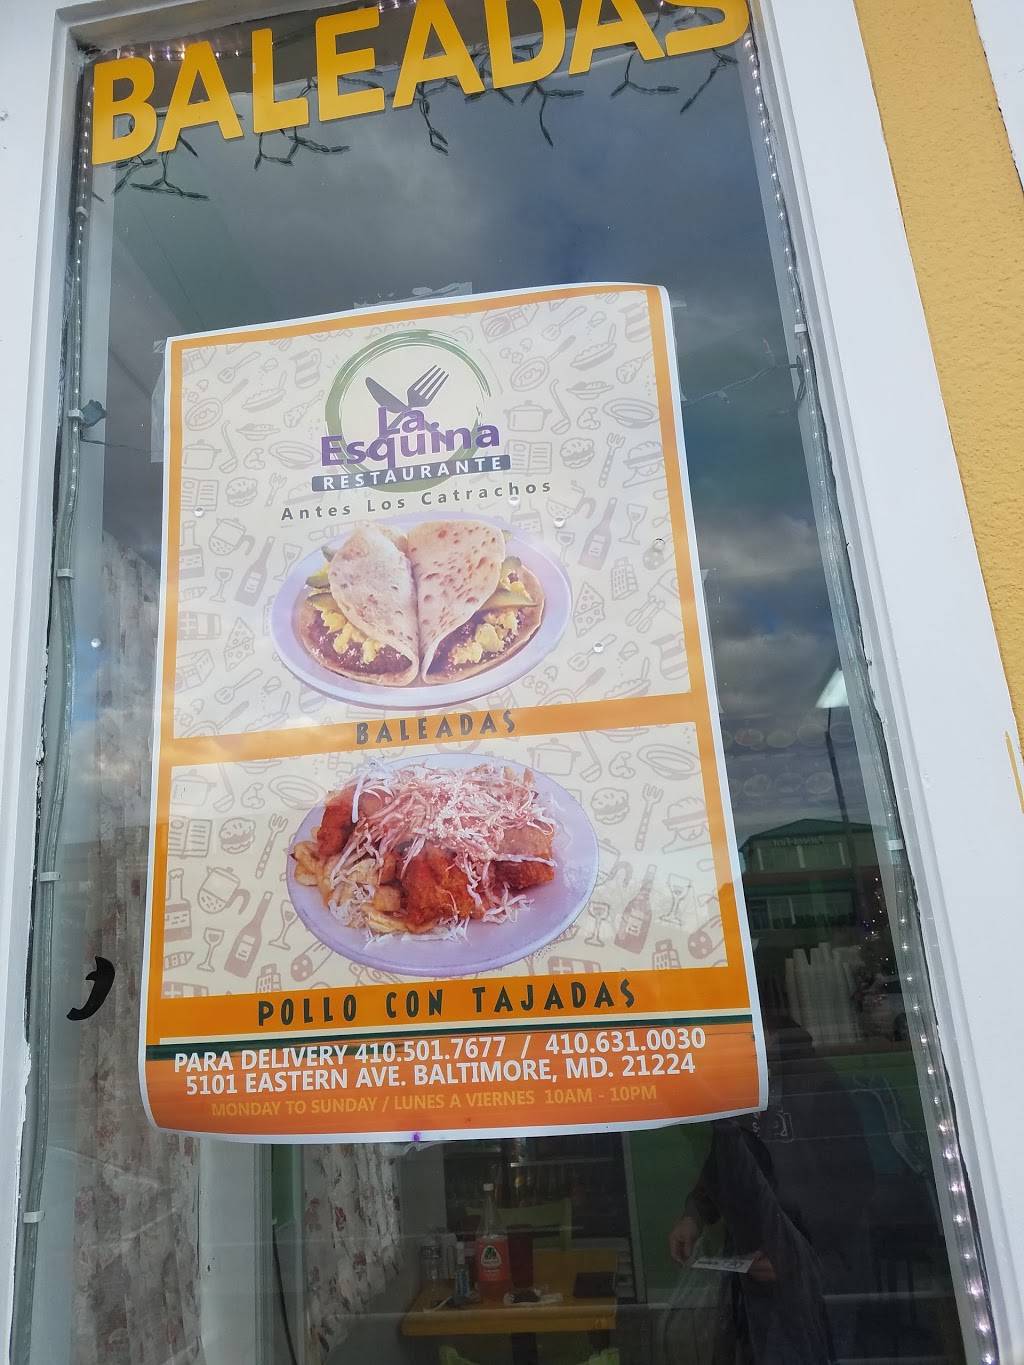 BALEADAS
La
Esquina
RESTAURANTE
Antes Los Catrachos
BALEADAS
POLLO CON TAJADAS
PARA DELIVERY 410.501.7677 / 410.631.0030
5101 EASTERN AVE. BALTIMORE, MD. 21224
MONDAY TO SUNDAY / LUNES A VIERNES 10AM - 10PM